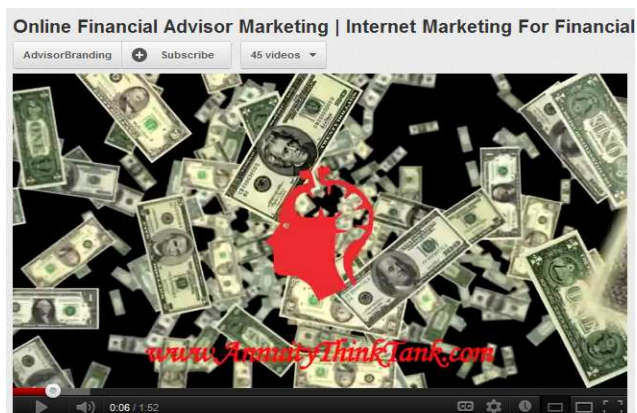 Online Financial Advisor Marketing | Internet Marketing For Financial
AdvisorBranding Subscribe 45 videos
www.AnnuityThinkTank.com
0:06 / 1:52
CC